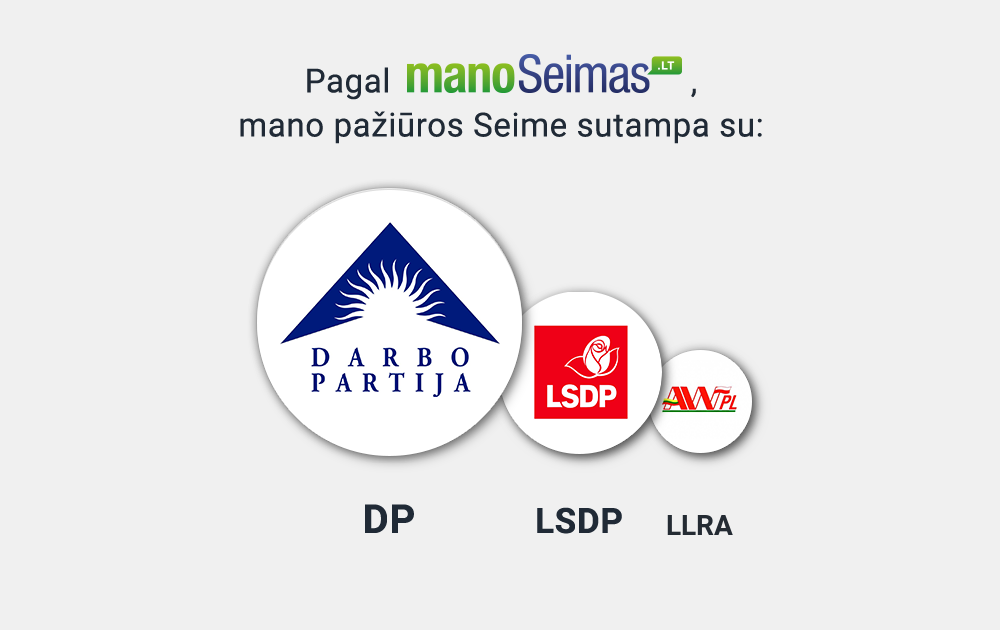 Pagal manoSeimas.LT ,
mano pažiūros Seime sutampa su:
DARBO
PARTIJA
LSDP
AWPL
DP
LSDP
LLRA